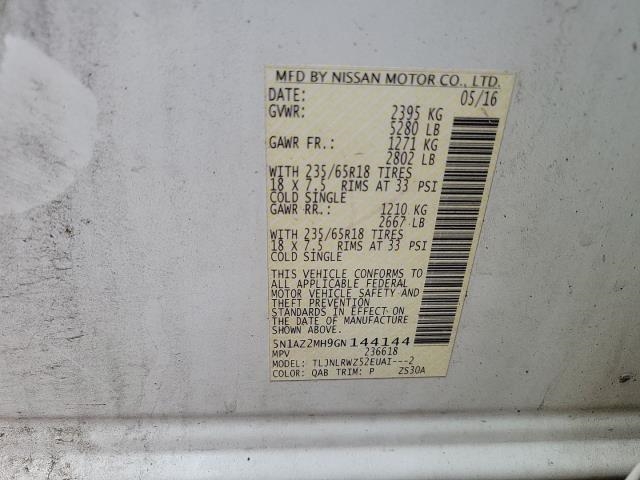 MFD BY NISSAN MOTOR CO., LTD.
DATE: 05/16
GVWR: 2395 KG
5280 LB
GAWR FR.: 1271 KG
2802 LB
WITH 235/65R18 TIRES
18 X 7.5 RIMS AT 33 PSI
COLD SINGLE
GAWR RR.: 1210 KG
2667 LB
WITH 235/65R18 TIRES
18 X 7.5 RIMS AT 33 PSI
COLD SINGLE
THIS VEHICLE CONFORMS TO
ALL APPLICABLE FEDERAL
MOTOR VEHICLE SAFETY AND
THEFT PREVENTION
STANDARDS IN EFFECT ON
THE DATE OF MANUFACTURE
SHOWN ABOVE.
5N1AZ2MH9GN144144
MPV 236618
MODEL: TLJNLRWZ52EUAI---2
COLOR: QAB TRIM: P ZS30A